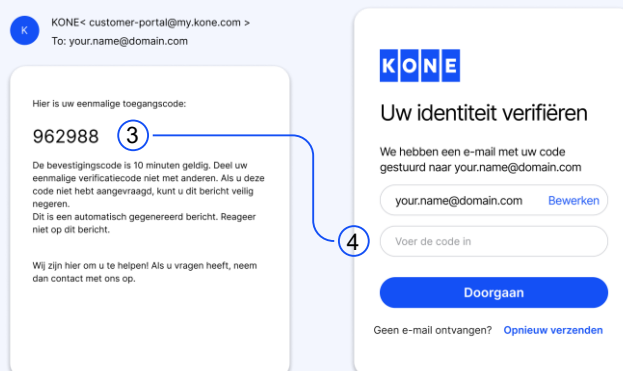 K
KONE< customer-portal@my.kone.com >
To: your.name@domain.com
Hier is uw eenmalige toegangscode:
962988
3
De bevestigingscode is 10 minuten geldig. Deel uw
eenmalige verificatiecode niet met anderen. Als u deze
code niet hebt aangevraagd, kunt u dit bericht veilig
negeren.
Dit is een automatisch gegenereerd bericht. Reageer
niet op dit bericht.
Wij zijn hier om u te helpen! Als u vragen heeft, neem
dan contact met ons op.
KONE
Uw identiteit verifiëren
We hebben een e-mail met uw code
gestuurd naar your.name@domain.com
your.name@domain.com Bewerken
4
Voer de code in
Doorgaan
Geen e-mail ontvangen? Opnieuw verzenden